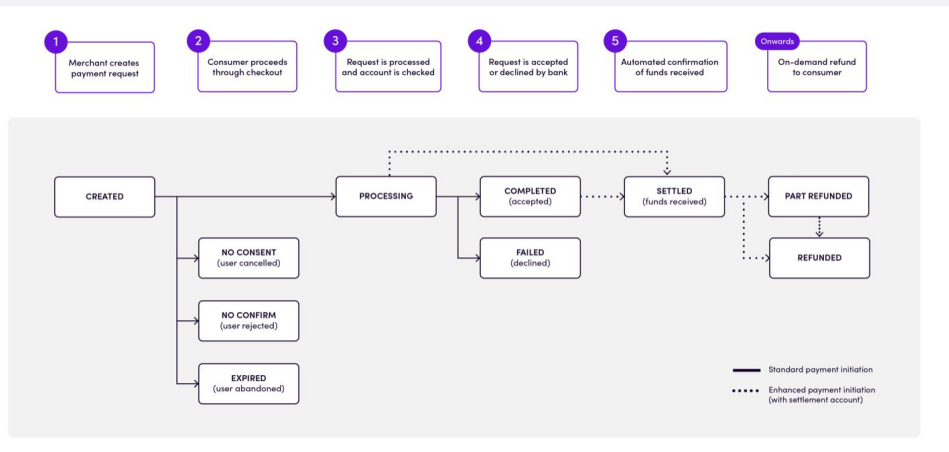 1
Merchant creates
payment request
2
Consumer proceeds
through checkout
3
Request is processed
and account is checked
4
Request is accepted
or declined by bank
5
Automated confirmation
of funds received
Onwards
On-demand refund
to consumer
CREATED
PROCESSING
COMPLETED
(accepted)
SETTLED
(funds received)
PART REFUNDED
NO CONSENT
(user cancelled)
FAILED
(declined)
REFUNDED
NO CONFIRM
(user rejected)
EXPIRED
(user abandoned)
Standard payment initiation
Enhanced payment initiation
(with settlement account)